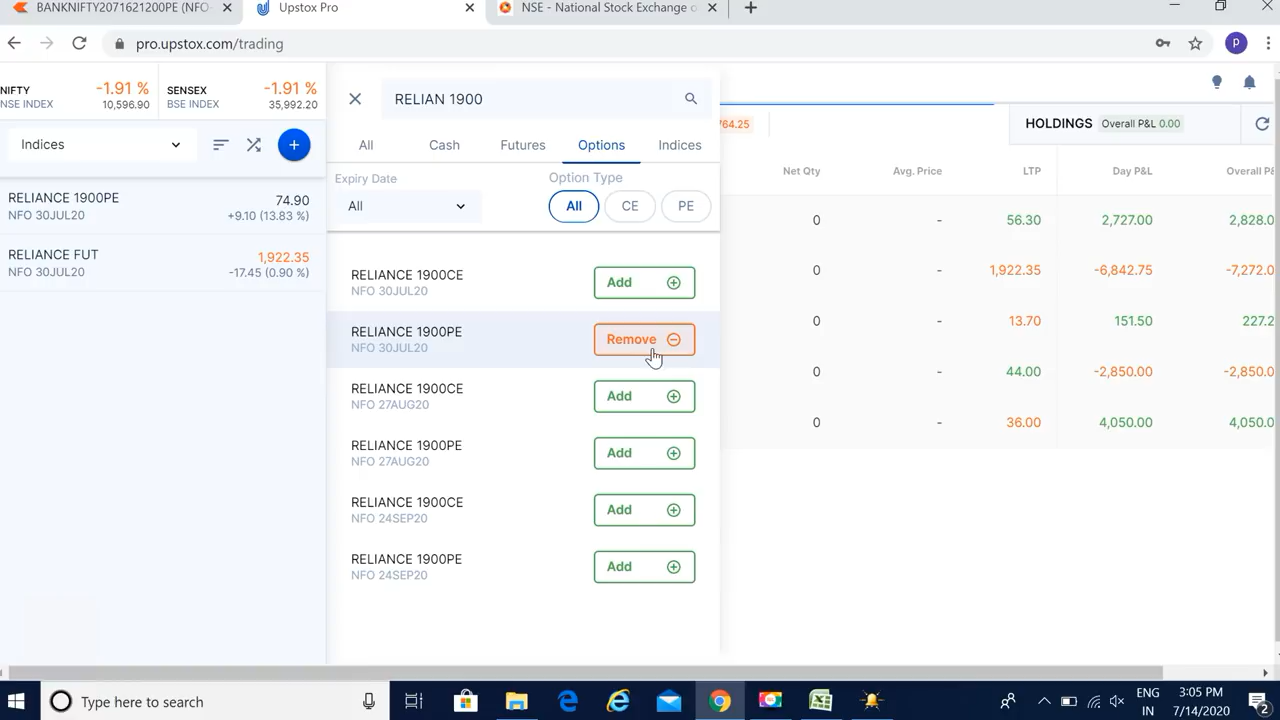 BANKNIFTY2071621200PE (NFO-
Upstox Pro
NSE - National Stock Exchange o
pro.upstox.com/trading
P
NIFTY
-1.91 %
NSE INDEX
10,596.90
SENSEX
-1.91 %
BSE INDEX
35,992.20
Indices
RELIANCE 1900PE
74.90
NFO 30JUL20
+9.10 (13.83 %)
RELIANCE FUT
1,922.35
NFO 30JUL20
-17.45 (0.90 %)
RELIAN 1900
All
Cash
Futures
Options
Indices
Expiry Date
Option Type
All
All
CE
PE
RELIANCE 1900CE
NFO 30JUL20
Add
RELIANCE 1900PE
NFO 30JUL20
Remove
RELIANCE 1900CE
NFO 27AUG20
Add
RELIANCE 1900PE
NFO 27AUG20
Add
RELIANCE 1900CE
NFO 24SEP20
Add
RELIANCE 1900PE
NFO 24SEP20
Add
764.25
HOLDINGS Overall P&L 0.00
Net Qty Avg. Price LTP Day P&L Overall P
0 - 56.30 2,727.00 2,828.0
0 - 1,922.35 -6,842.75 -7,272.0
0 - 13.70 151.50 227.2
0 - 44.00 -2,850.00 -2,850.0
0 - 36.00 4,050.00 4,050.0
Type here to search
ENG
IN
3:05 PM
7/14/2020
2